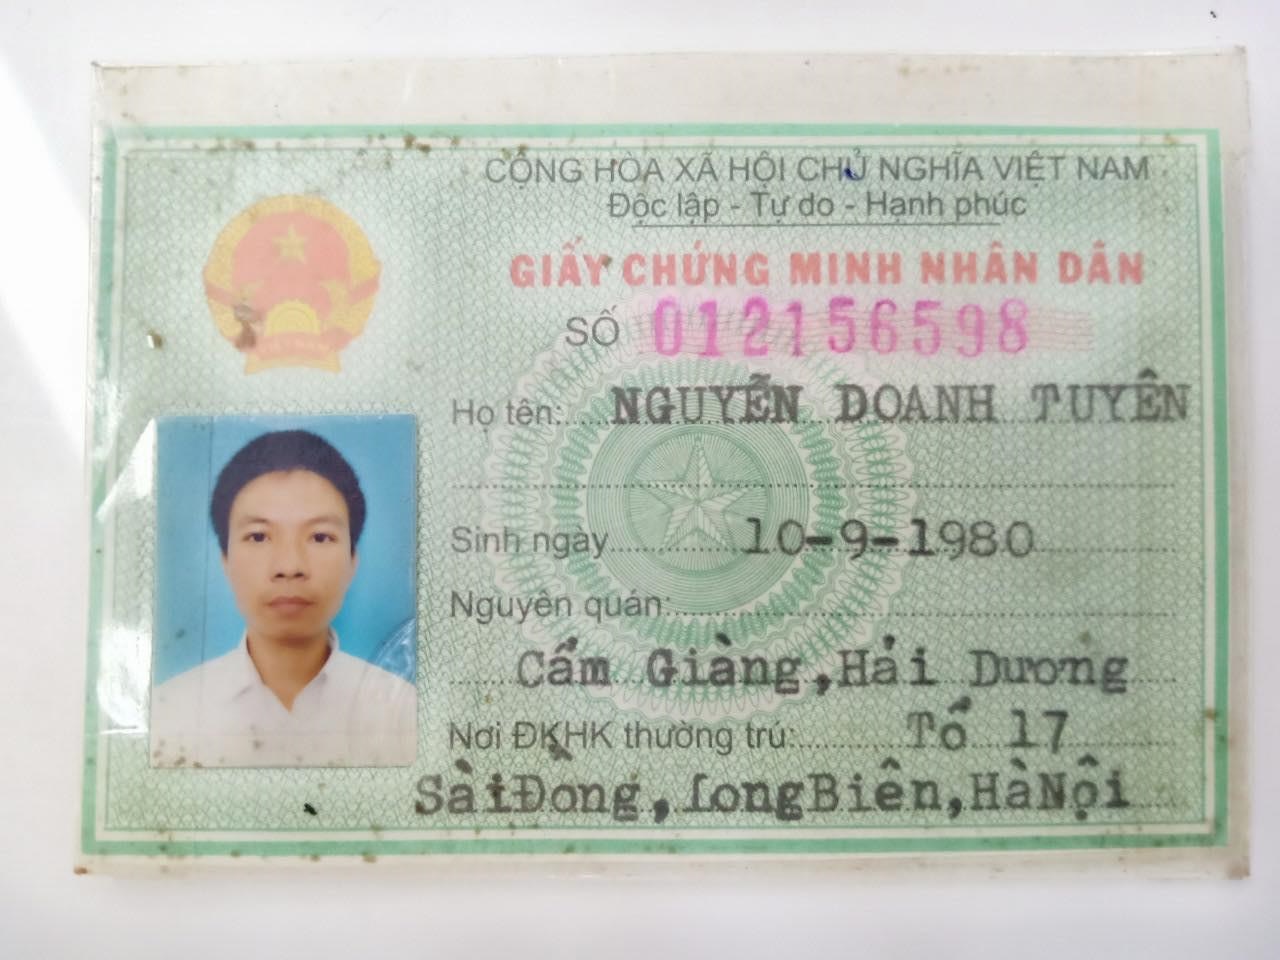 CỘNG HÒA XÃ HỘI CHỦ NGHĨA VIỆT NAM
Độc lập - Tự do - Hạnh phúc
GIẤY CHỨNG MINH NHÂN DÂN
SỐ 012156598
Họ tên: NGUYỄN DOANH TUYÊN
Sinh ngày 10-9-1980
Nguyên quán:
Cẩm Giàng,Hải Dương
Nơi ĐKHK thường trú: Tổ 17
SàiĐồng,LongBiên,HàNội